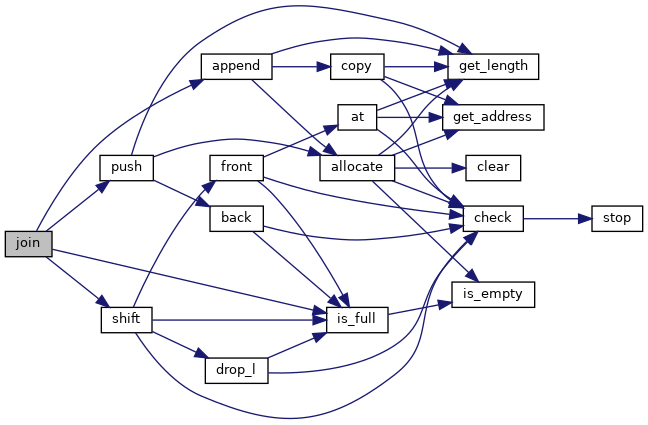 join
append
push
shift
front
back
drop_l
copy
at
allocate
is_full
get_length
get_address
clear
check
is_empty
stop